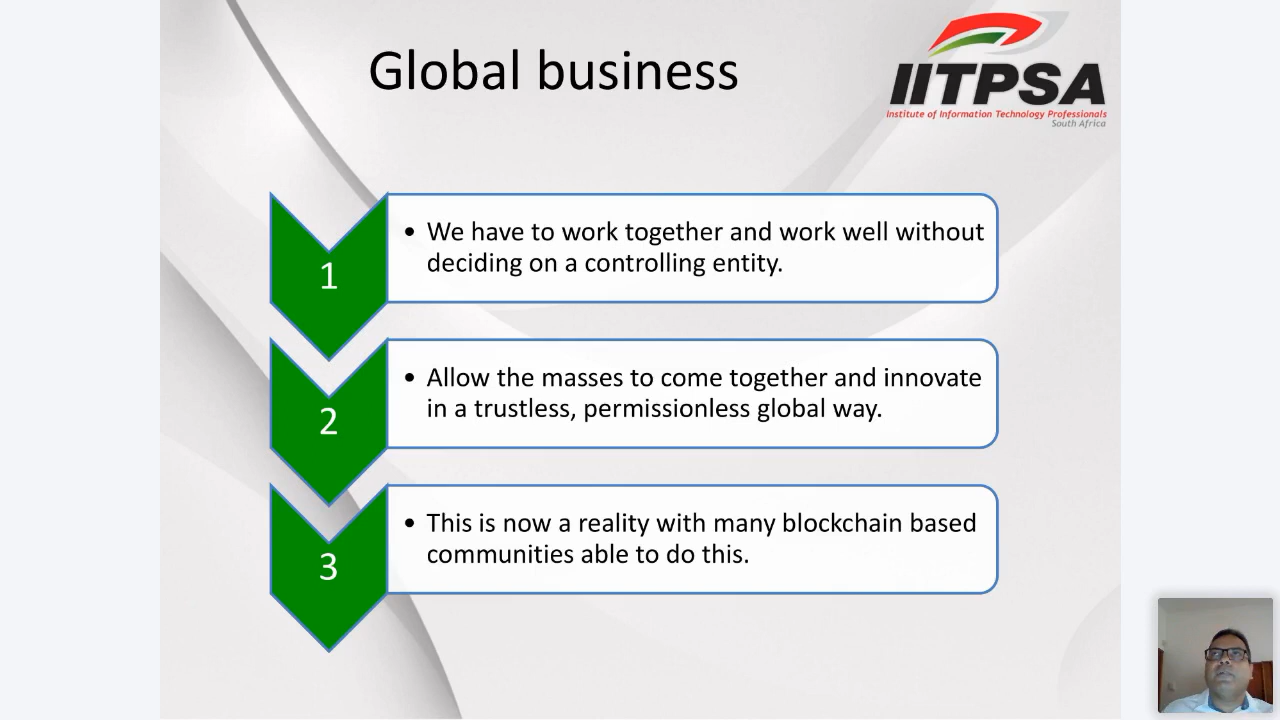 Global business
IITPSA
Institute of Information Technology Professionals
South Africa
1
• We have to work together and work well without
deciding on a controlling entity.
2
• Allow the masses to come together and innovate
in a trustless, permissionless global way.
3
• This is now a reality with many blockchain based
communities able to do this.